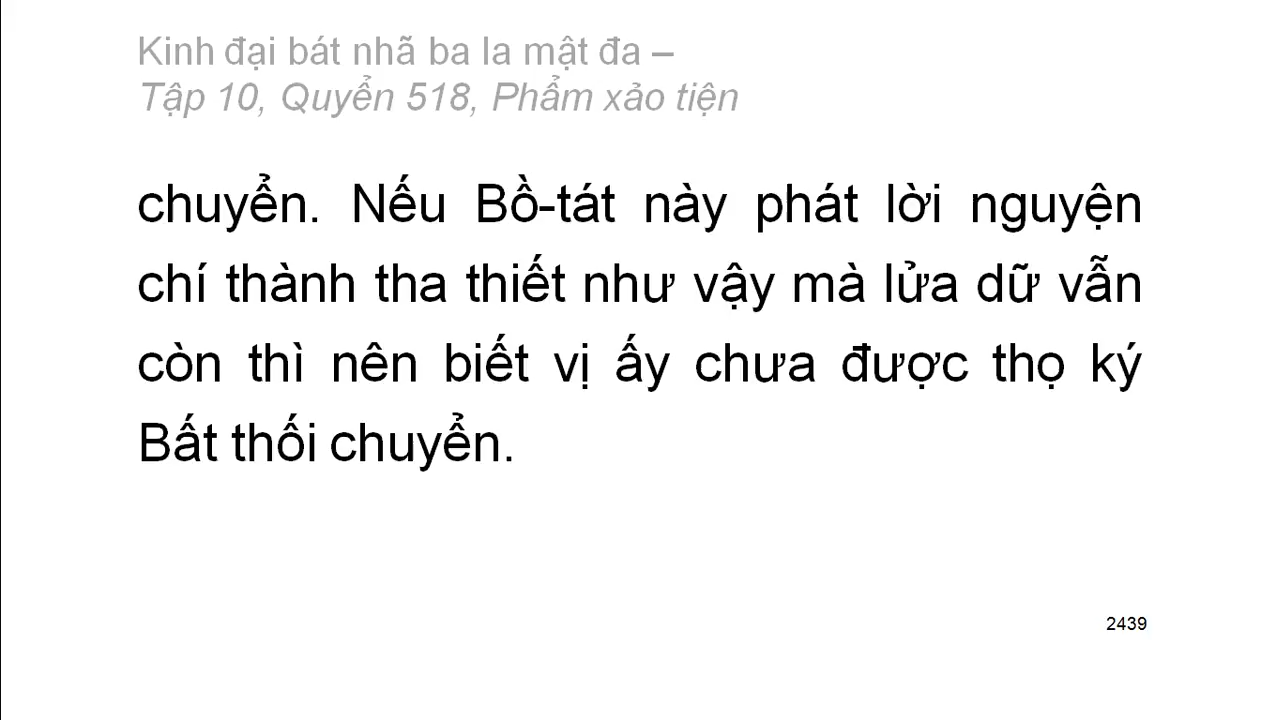 Kinh đại bát nhã ba la mật đa –
Tập 10, Quyển 518, Phẩm xảo tiện
chuyển. Nếu Bồ-tát này phát lời nguyện
chí thành tha thiết như vậy mà lửa dữ vẫn
còn thì nên biết vị ấy chưa được thọ ký
Bất thối chuyển.
2439